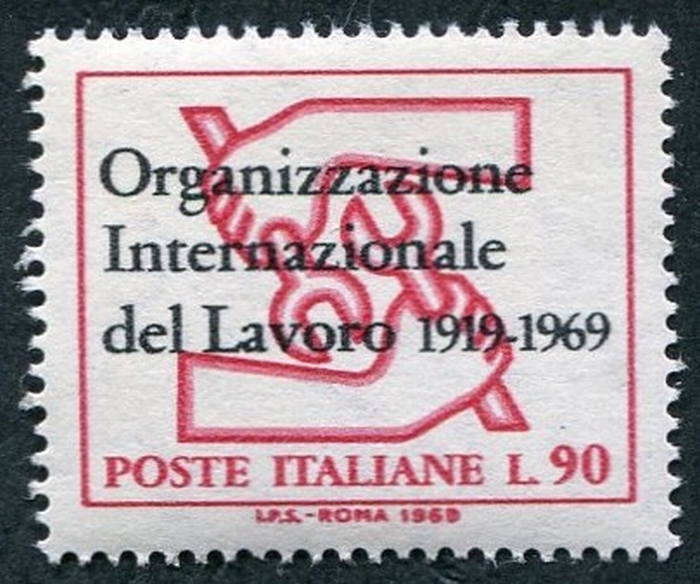 Organizzazione
Internazionale
del Lavoro 1919-1969
POSTE ITALIANE L. 90
I.P.S. - ROMA 1969